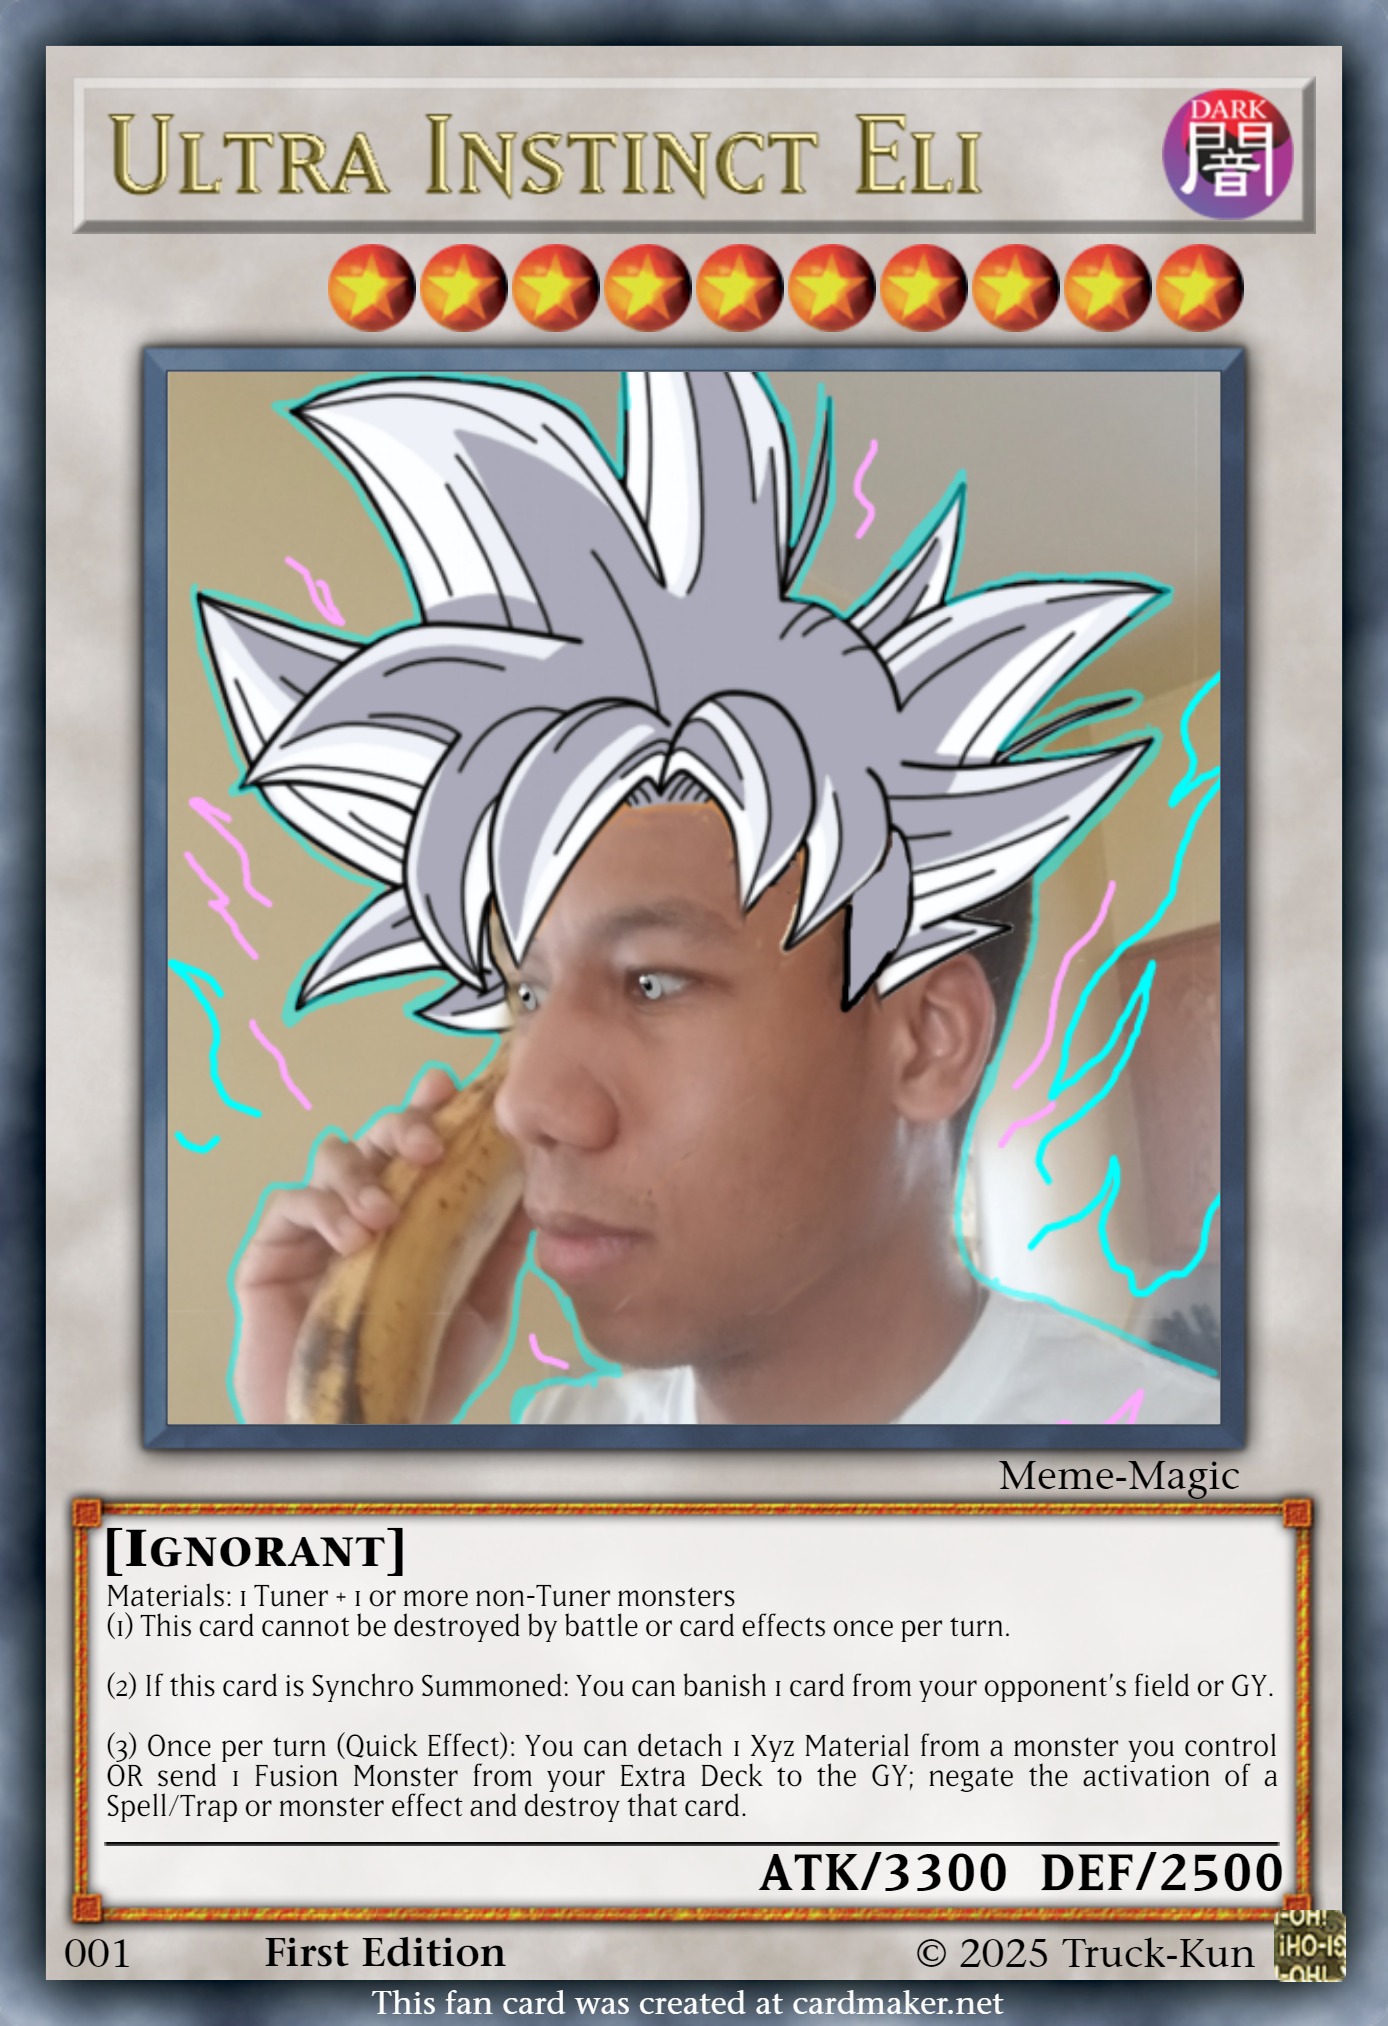 Ultra Instinct Eli
DARK
闇
Meme-Magic
[Ignorant]
Materials: 1 Tuner + 1 or more non-Tuner monsters
(1) This card cannot be destroyed by battle or card effects once per turn.
(2) If this card is Synchro Summoned: You can banish 1 card from your opponent's field or GY.
(3) Once per turn (Quick Effect): You can detach 1 Xyz Material from a monster you control
OR send 1 Fusion Monster from your Extra Deck to the GY; negate the activation of a
Spell/Trap or monster effect and destroy that card.
ATK/3300 DEF/2500
001 First Edition © 2025 Truck-Kun
This fan card was created at cardmaker.net